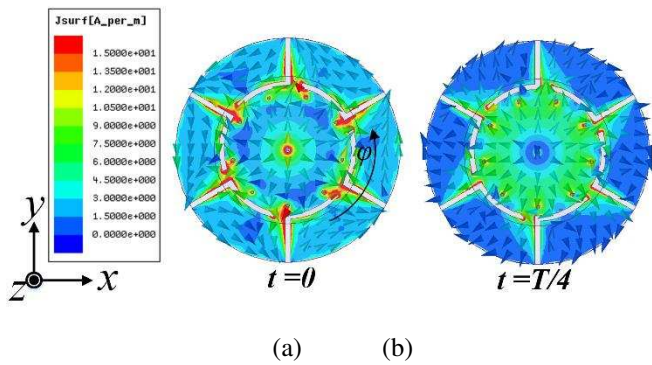 Jsurf[A_per_m]
1.5000e+001
1.3500e+001
1.2000e+001
1.0500e+001
9.0000e+000
7.5000e+000
6.0000e+000
4.5000e+000
3.0000e+000
1.5000e+000
0.0000e+000
φ
y
z
x
t =0
t =T/4
(a) (b)